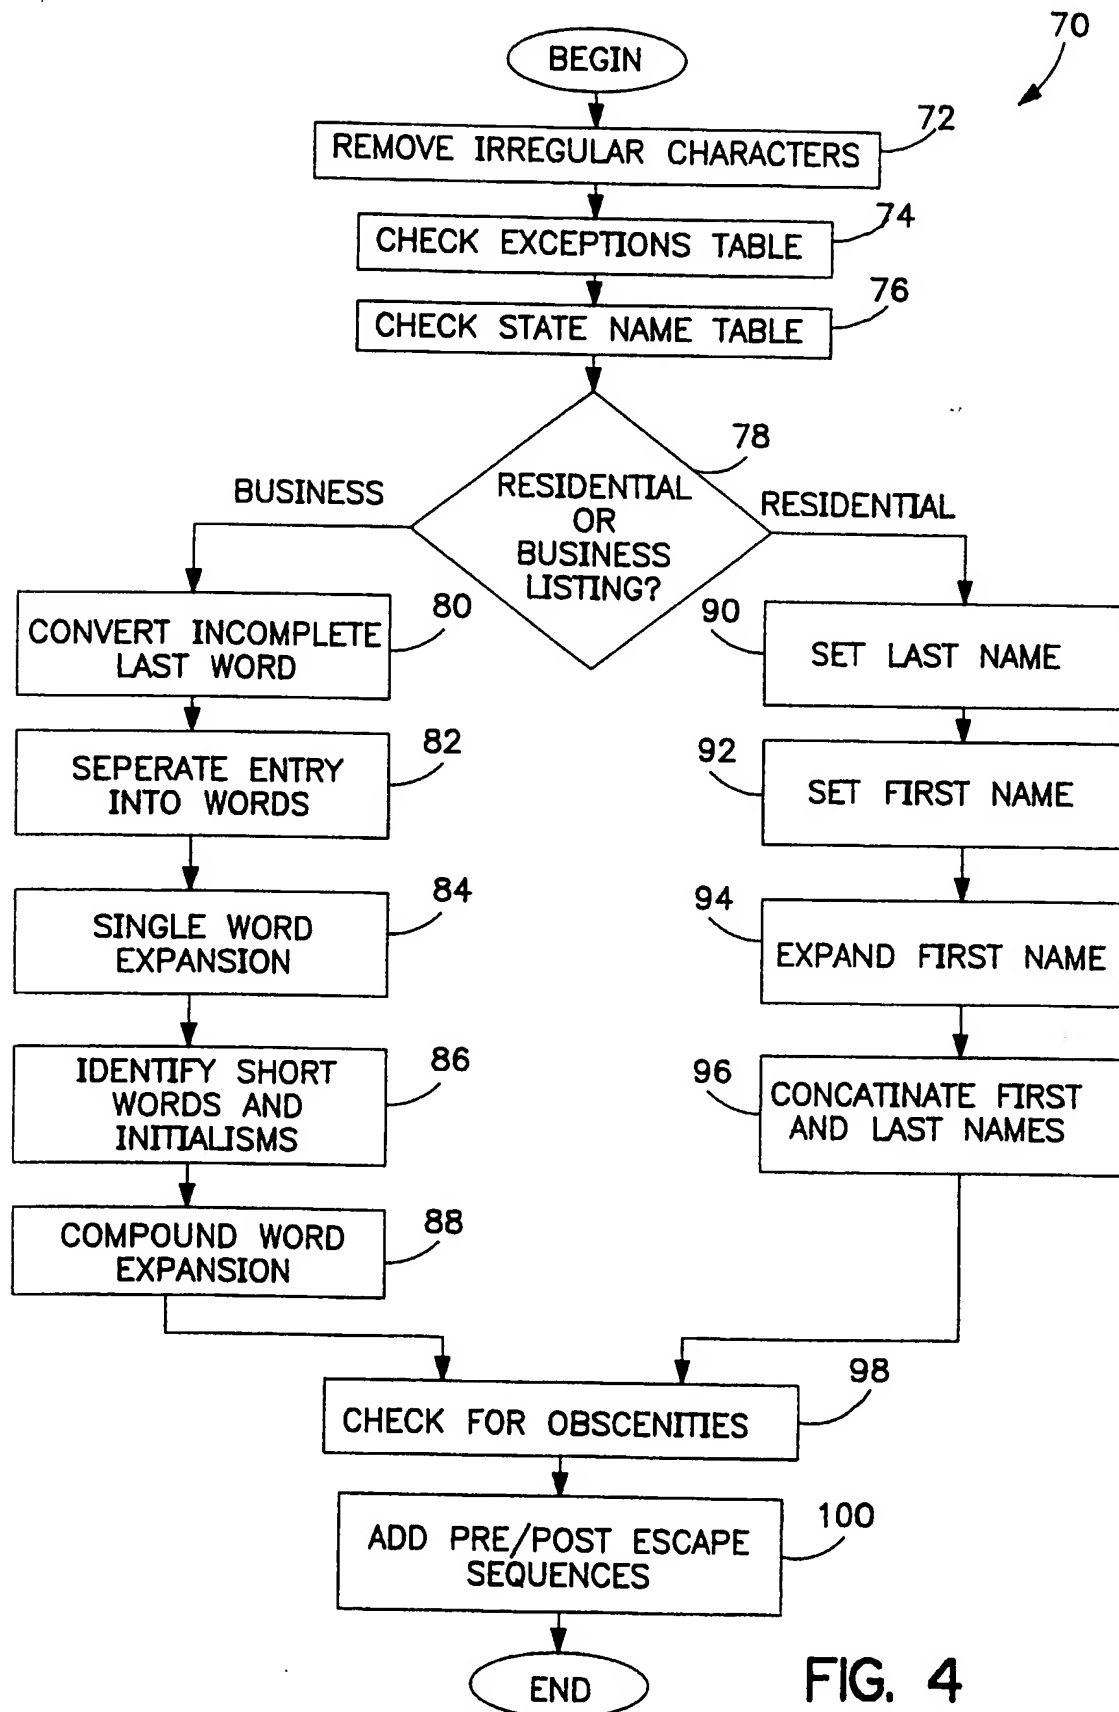 70
BEGIN
72
REMOVE IRREGULAR CHARACTERS
74
CHECK EXCEPTIONS TABLE
76
CHECK STATE NAME TABLE
78
RESIDENTIAL
OR
BUSINESS
LISTING?
BUSINESS
RESIDENTIAL
80
CONVERT INCOMPLETE
LAST WORD
82
SEPERATE ENTRY
INTO WORDS
84
SINGLE WORD
EXPANSION
86
IDENTIFY SHORT
WORDS AND
INITIALISMS
88
COMPOUND WORD
EXPANSION
90
SET LAST NAME
92
SET FIRST NAME
94
EXPAND FIRST NAME
96
CONCATINATE FIRST
AND LAST NAMES
98
CHECK FOR OBSCENITIES
100
ADD PRE/POST ESCAPE
SEQUENCES
END
FIG. 4